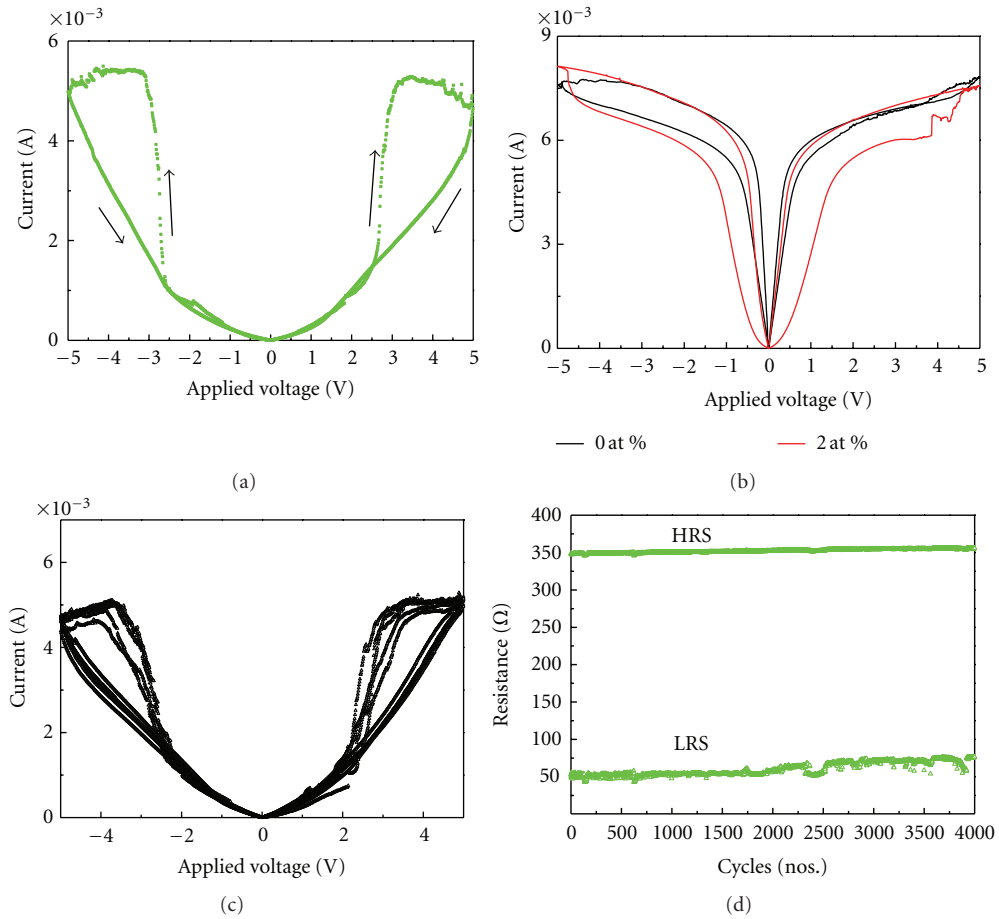 ×10⁻³
6
4
2
0
Current (A)
−5 −4 −3 −2 −1 0 1 2 3 4 5
Applied voltage (V)
(a)
×10⁻³
9
6
3
0
Current (A)
−5 −4 −3 −2 −1 0 1 2 3 4 5
Applied voltage (V)
0 at % 2 at %
(b)
×10⁻³
6
4
2
0
Current (A)
−4 −2 0 2 4
Applied voltage (V)
(c)
400
350
300
250
200
150
100
50
Resistance (Ω)
HRS
LRS
0 500 1000 1500 2000 2500 3000 3500 4000
Cycles (nos.)
(d)